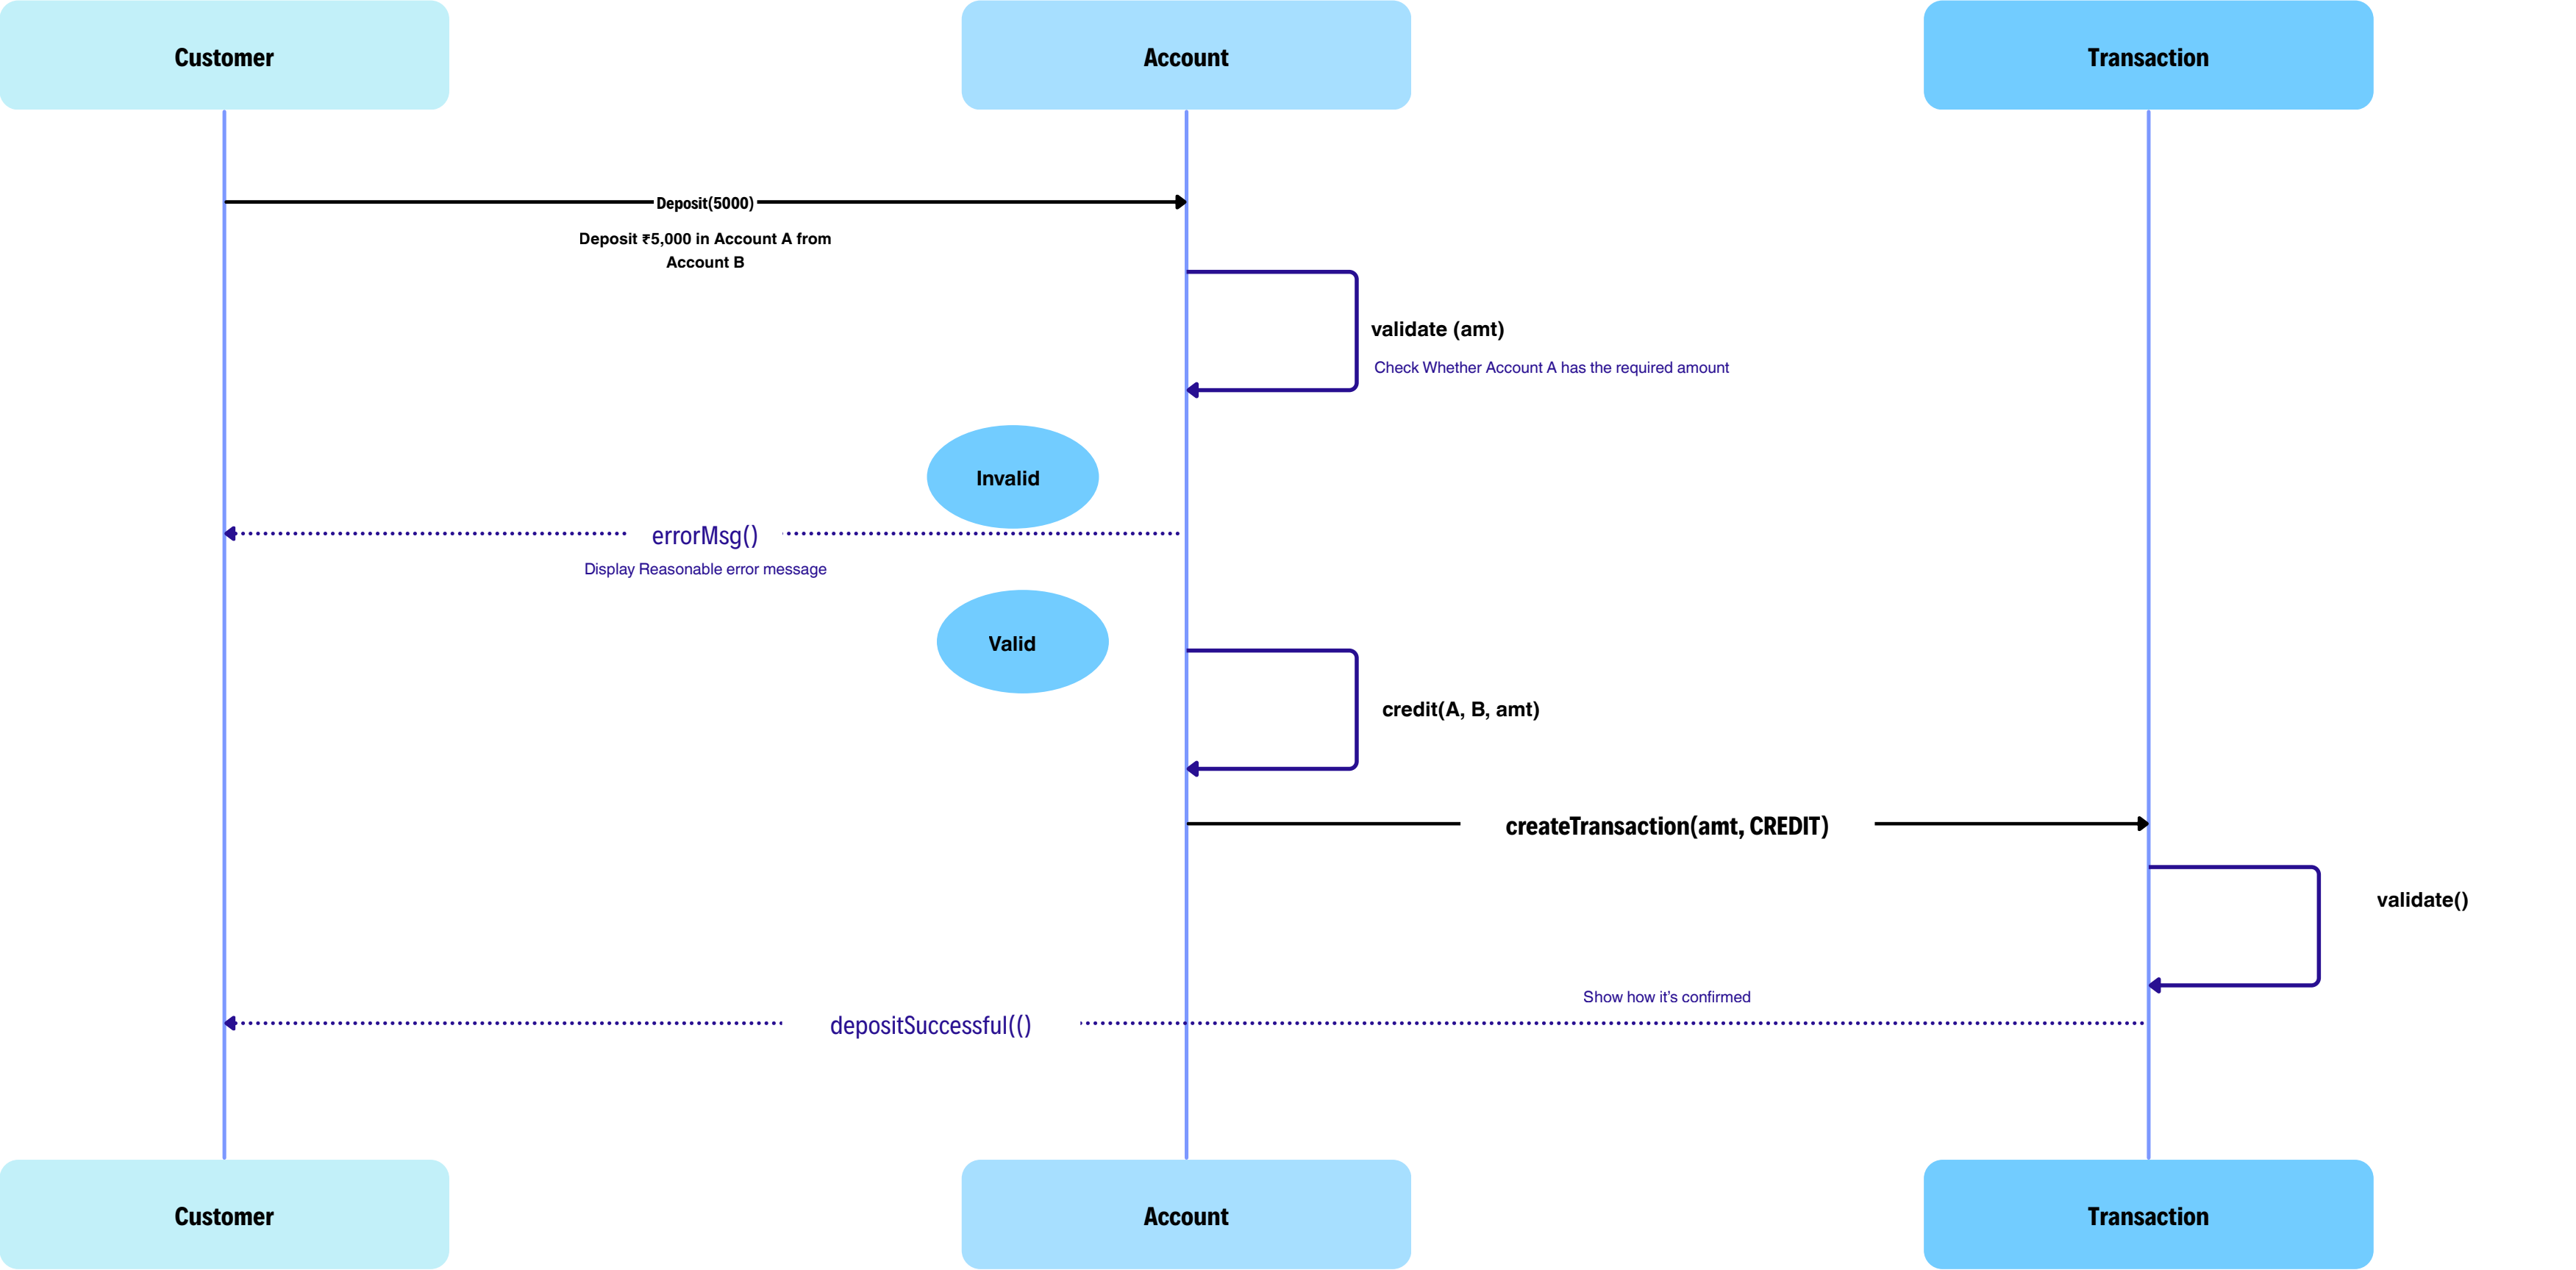 Customer
Account
Transaction
Deposit(5000)
Deposit ₹5,000 in Account A from
Account B
validate (amt)
Check Whether Account A has the required amount
Invalid
errorMsg()
Display Reasonable error message
Valid
credit(A, B, amt)
createTransaction(amt, CREDIT)
validate()
Show how it's confirmed
depositSuccessful(()
Customer
Account
Transaction